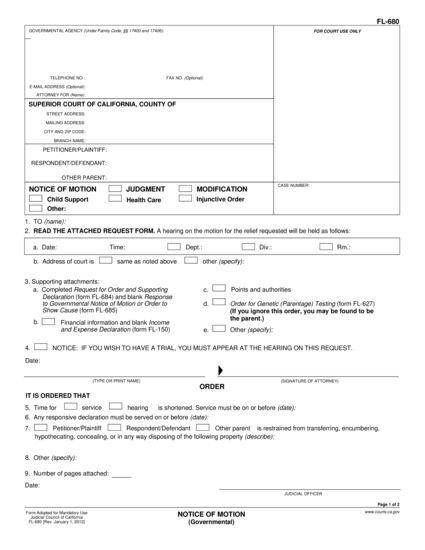 FL-680
GOVERNMENTAL AGENCY (Under Family Code, §§ 17400 and 17406):
FOR COURT USE ONLY
TELEPHONE NO.: FAX NO. (Optional):
E-MAIL ADDRESS (Optional):
ATTORNEY FOR (Name):
SUPERIOR COURT OF CALIFORNIA, COUNTY OF
STREET ADDRESS:
MAILING ADDRESS:
CITY AND ZIP CODE:
BRANCH NAME:
PETITIONER/PLAINTIFF:
RESPONDENT/DEFENDANT:
OTHER PARENT:
NOTICE OF MOTION JUDGMENT MODIFICATION
CASE NUMBER:
Child Support Health Care Injunctive Order
Other:
1. TO (name):
2. READ THE ATTACHED REQUEST FORM. A hearing on the motion for the relief requested will be held as follows:
a. Date: Time: Dept.: Div.: Rm.:
b. Address of court is same as noted above other (specify):
3. Supporting attachments:
a. Completed Request for Order and Supporting
Declaration (form FL-684) and blank Response
to Governmental Notice of Motion or Order to
Show Cause (form FL-685)
b. Financial information and blank Income
and Expense Declaration (form FL-150)
c. Points and authorities
d. Order for Genetic (Parentage) Testing (form FL-627)
(If you ignore this order, you may be found to be
the parent.)
e. Other (specify):
4. NOTICE: IF YOU WISH TO HAVE A TRIAL, YOU MUST APPEAR AT THE HEARING ON THIS REQUEST.
Date:
(TYPE OR PRINT NAME) (SIGNATURE OF ATTORNEY)
ORDER
IT IS ORDERED THAT
5. Time for service hearing is shortened. Service must be on or before (date):
6. Any responsive declaration must be served on or before (date):
7. Petitioner/Plaintiff Respondent/Defendant Other parent is restrained from transferring, encumbering,
hypothecating, concealing, or in any way disposing of the following property (describe):
8. Other (specify):
9. Number of pages attached:
Date:
JUDICIAL OFFICER
Page 1 of 2
Form Adopted for Mandatory Use
Judicial Council of California
FL-680 [Rev. January 1, 2012]
NOTICE OF MOTION
(Governmental)
www.courts.ca.gov